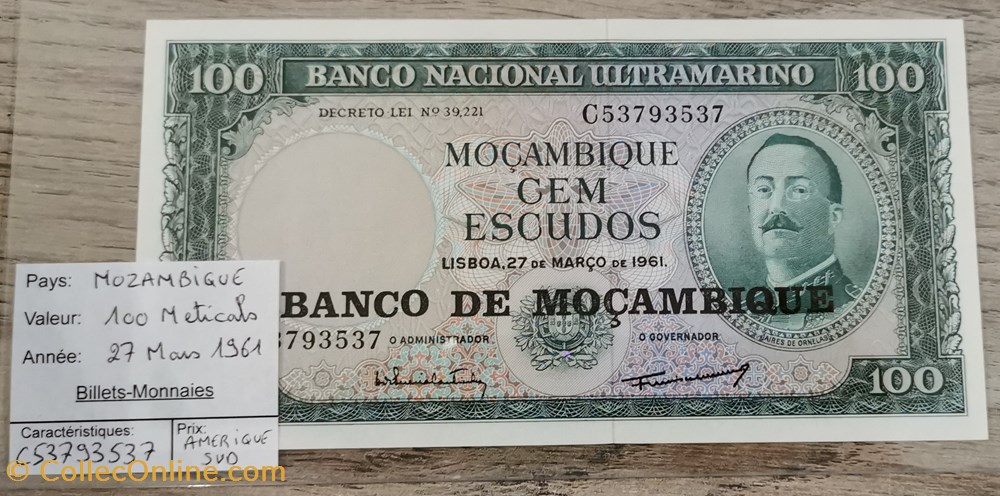 100 BANCO NACIONAL ULTRAMARINO 100
DECRETO LEI Nº 39,221 C53793537
MOÇAMBIQUE
CEM
ESCUDOS
LISBOA, 27 DE MARÇO DE 1961.
BANCO DE MOÇAMBIQUE
3793537 O ADMINISTRADOR O GOVERNADOR
AIRES DE ORNELAS
100
Pays: MOZAMBIQUE
Valeur: 100 Meticals
Année: 27 Mars 1961
Billets-Monnaies
Caractéristiques: Prix:
C53793537 AMERIQUE
SUD
© CollecOnline.com